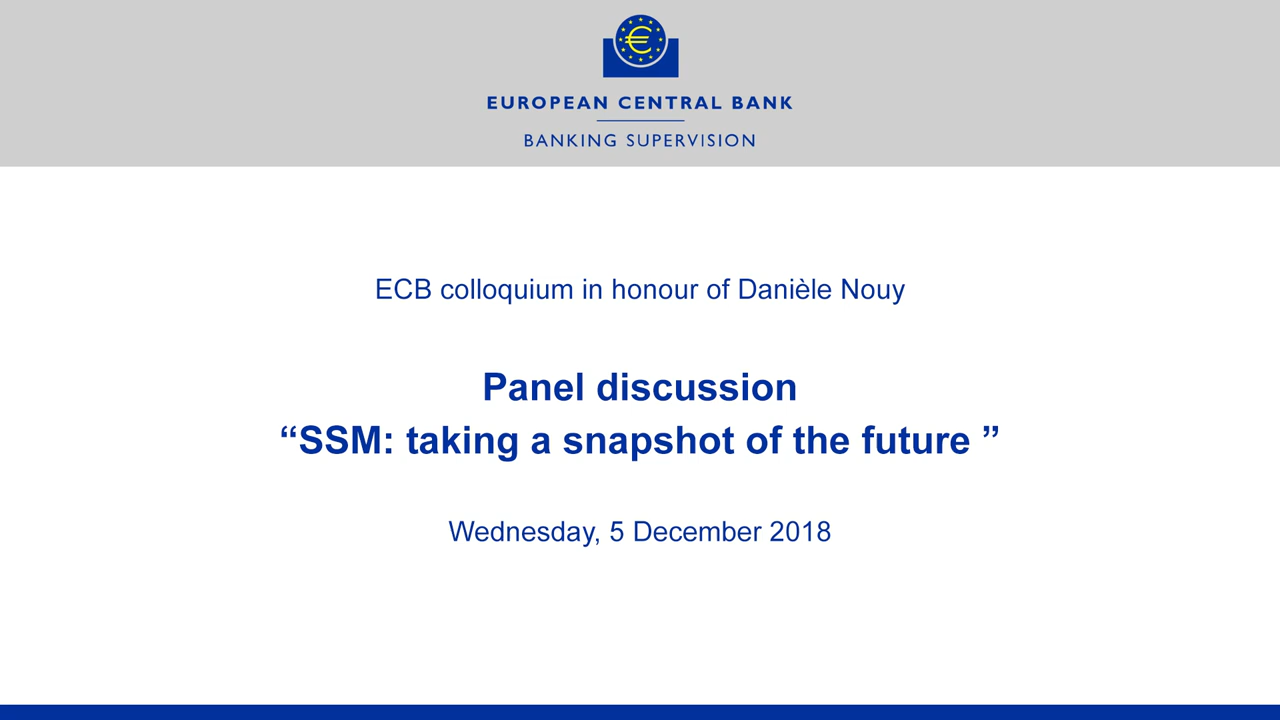 €
EUROPEAN CENTRAL BANK
BANKING SUPERVISION
ECB colloquium in honour of Danièle Nouy
Panel discussion
“SSM: taking a snapshot of the future ”
Wednesday, 5 December 2018